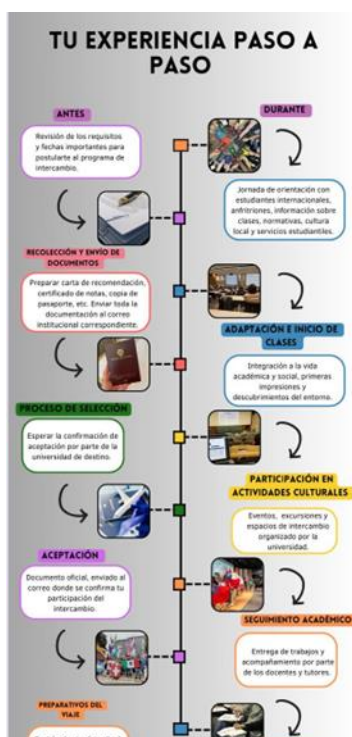 TU EXPERIENCIA PASO A
PASO
ANTES
Revisión de los requisitos
y fechas importantes para
postularte al programa de
intercambio.
RECOLECCIÓN Y ENVÍO DE
DOCUMENTOS
Preparar carta de recomendación,
certificado de notas, copia de
pasaporte, etc. Enviar toda la
documentación al correo
institucional correspondiente.
PROCESO DE SELECCIÓN
Esperar la confirmación de
aceptación por parte de la
universidad de destino.
ACEPTACIÓN
Documento oficial, enviado al
correo donde se confirma tu
participación del
intercambio.
PREPARATIVOS DEL
VIAJE
DURANTE
Jornada de orientación con
estudiantes internacionales,
anfitriones, información sobre
clases, normativas, cultura
local y servicios estudiantiles.
ADAPTACIÓN E INICIO DE
CLASES
Integración a la vida
académica y social, primeras
impresiones y
descubrimientos del entorno.
PARTICIPACIÓN EN
ACTIVIDADES CULTURALES
Eventos, excursiones y
espacios de intercambio
organizado por la
universidad.
SEGUIMIENTO ACADÉMICO
Entrega de trabajos y
acompañamiento por parte
de los docentes y tutores.